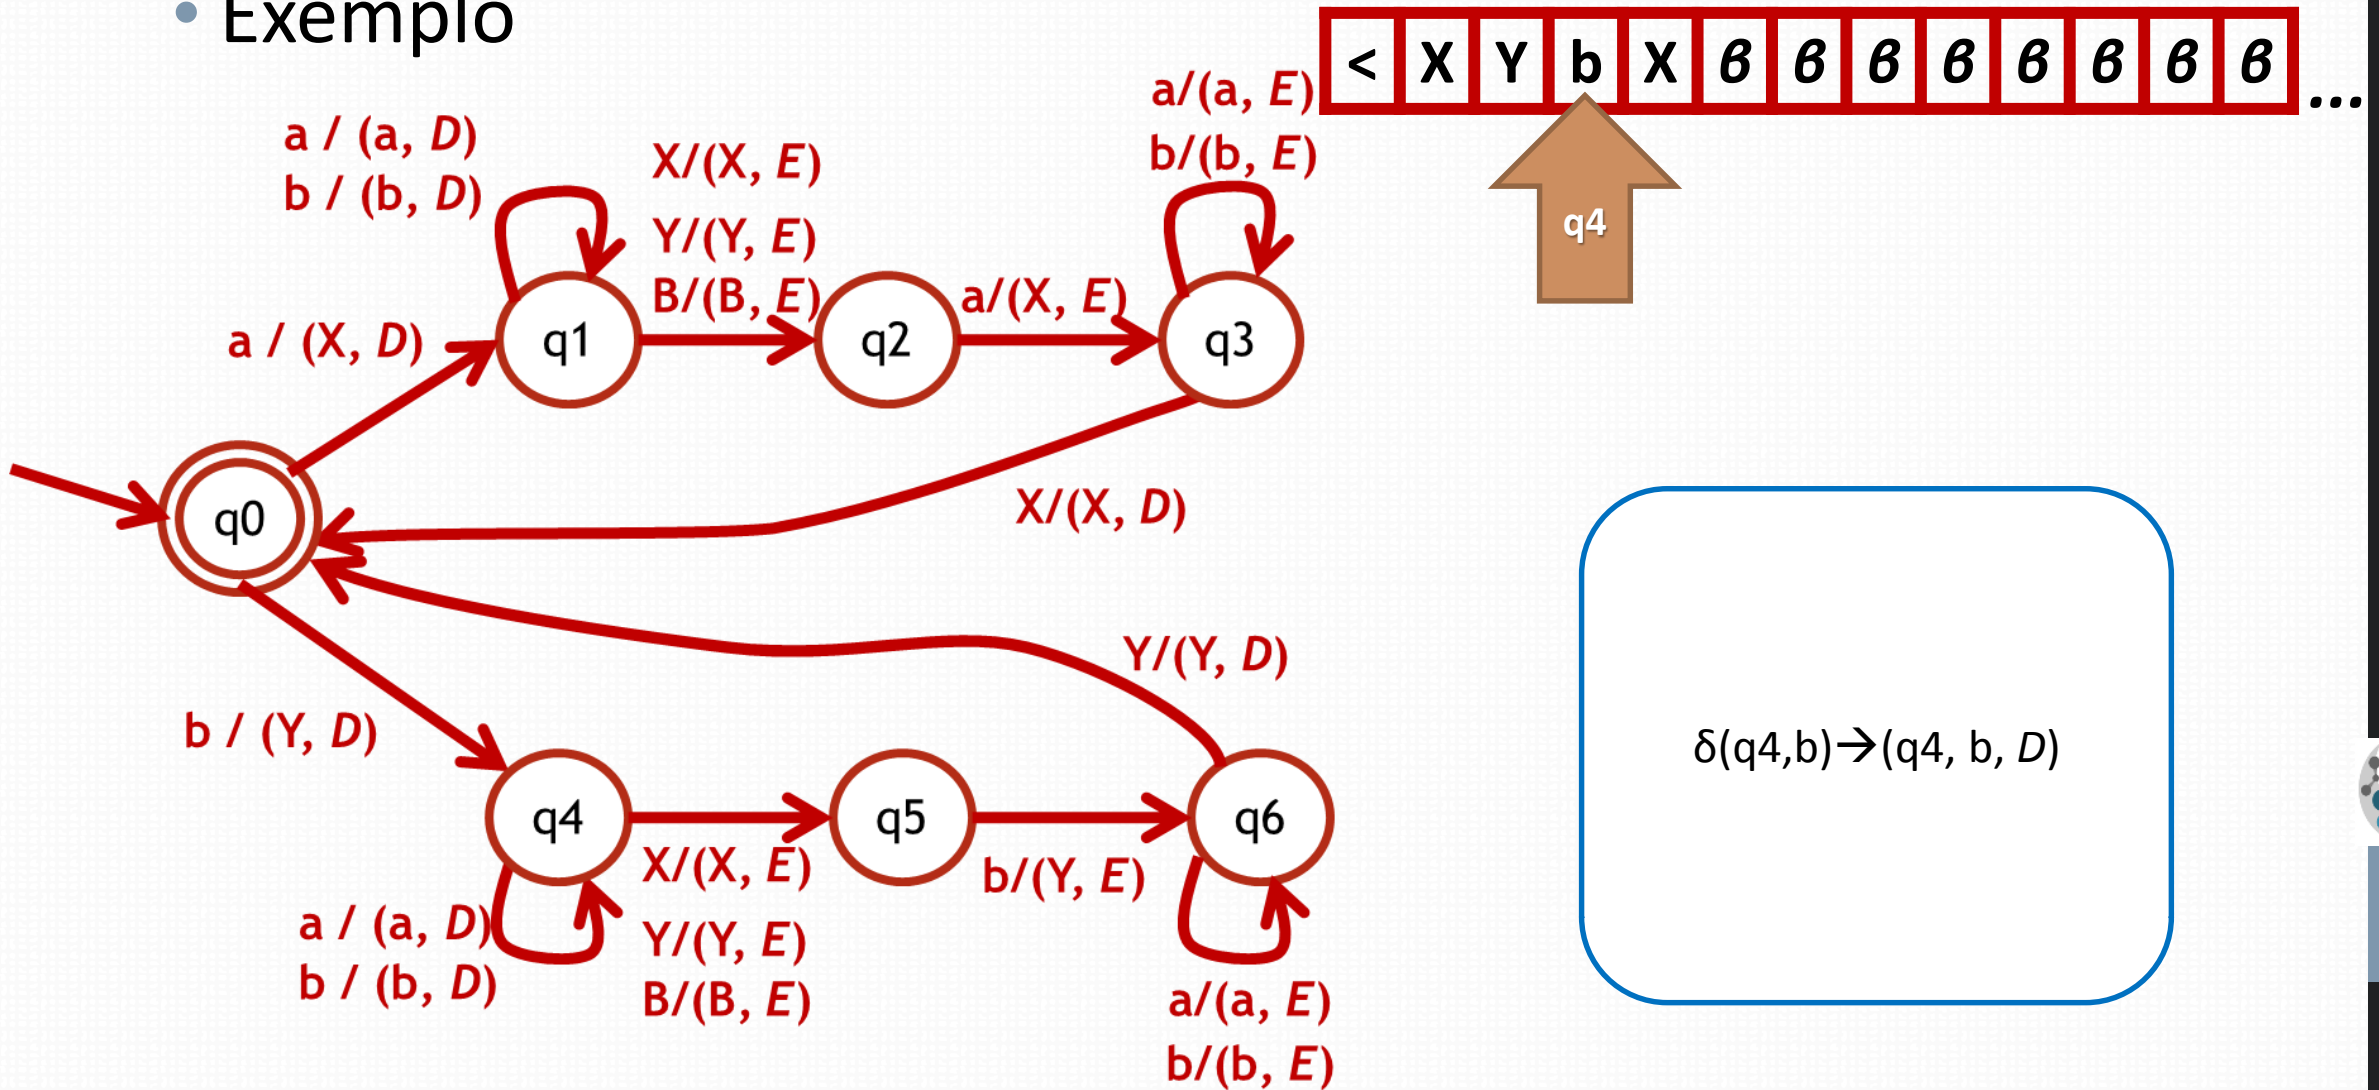 Exemplo
< X Y b X β β β β β β β β ...
q4
a/(a, E)
b/(b, E)
a / (a, D)
b / (b, D)
X/(X, E)
Y/(Y, E)
B/(B, E)
a/(X, E)
a / (X, D)
q1
q2
q3
q0
X/(X, D)
Y/(Y, D)
b / (Y, D)
δ(q4,b)→(q4, b, D)
q4
q5
q6
X/(X, E)
Y/(Y, E)
B/(B, E)
b/(Y, E)
a / (a, D)
b / (b, D)
a/(a, E)
b/(b, E)